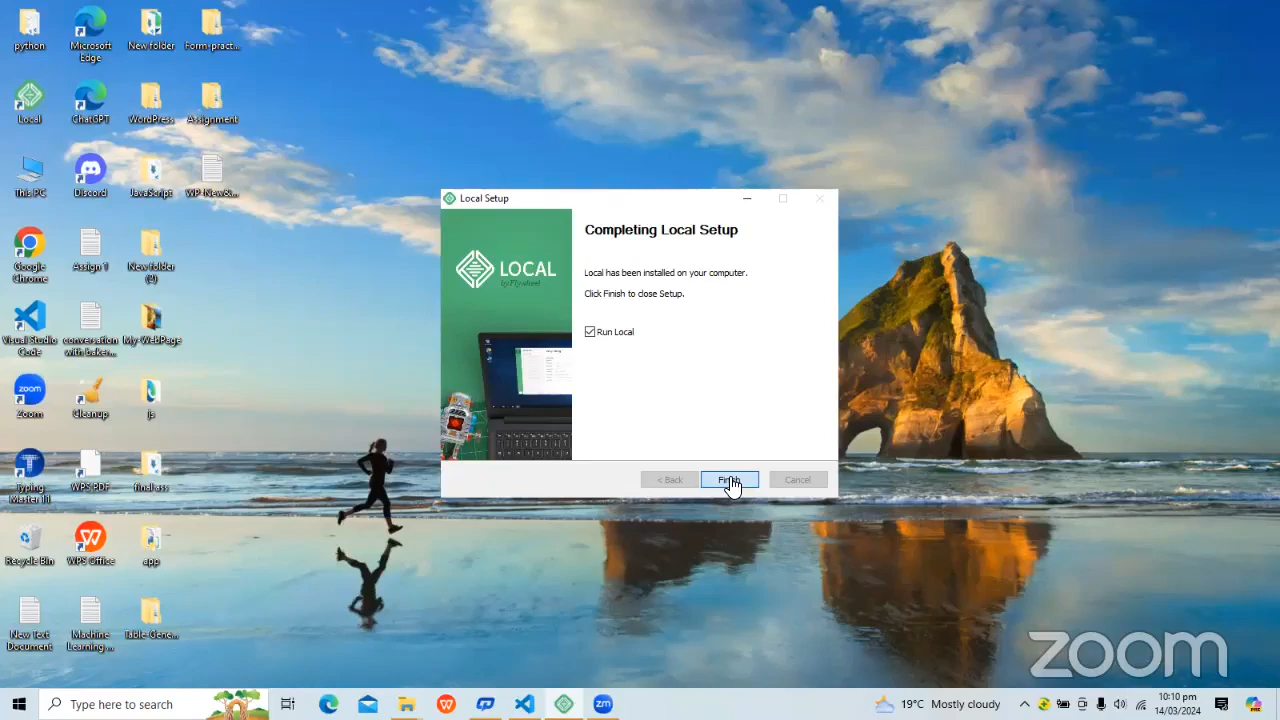 python
Microsoft
Edge
New folder
Form-pract...
Local
ChatGPT
WordPress
Assignment
This PC
Discord
JavaScript
WP New&...
Google
Chrome
Assign 1
New folder
(2)
Visual Studio
Code
conversation
with baker...
My-WebPage
Zoom
Cleanup
js
Typing
Master 11
WPS PDF
final ass
Recycle Bin
WPS Office
app
New Text
Document
Machine
Learning,...
Table-Gene...
Local Setup
LOCAL
by Flywheel
Completing Local Setup
Local has been installed on your computer.
Click Finish to close Setup.
Run Local
< Back
Finish
Cancel
zoom
Type here to search
19°C Mostly cloudy
10:10 pm
14/03/2024